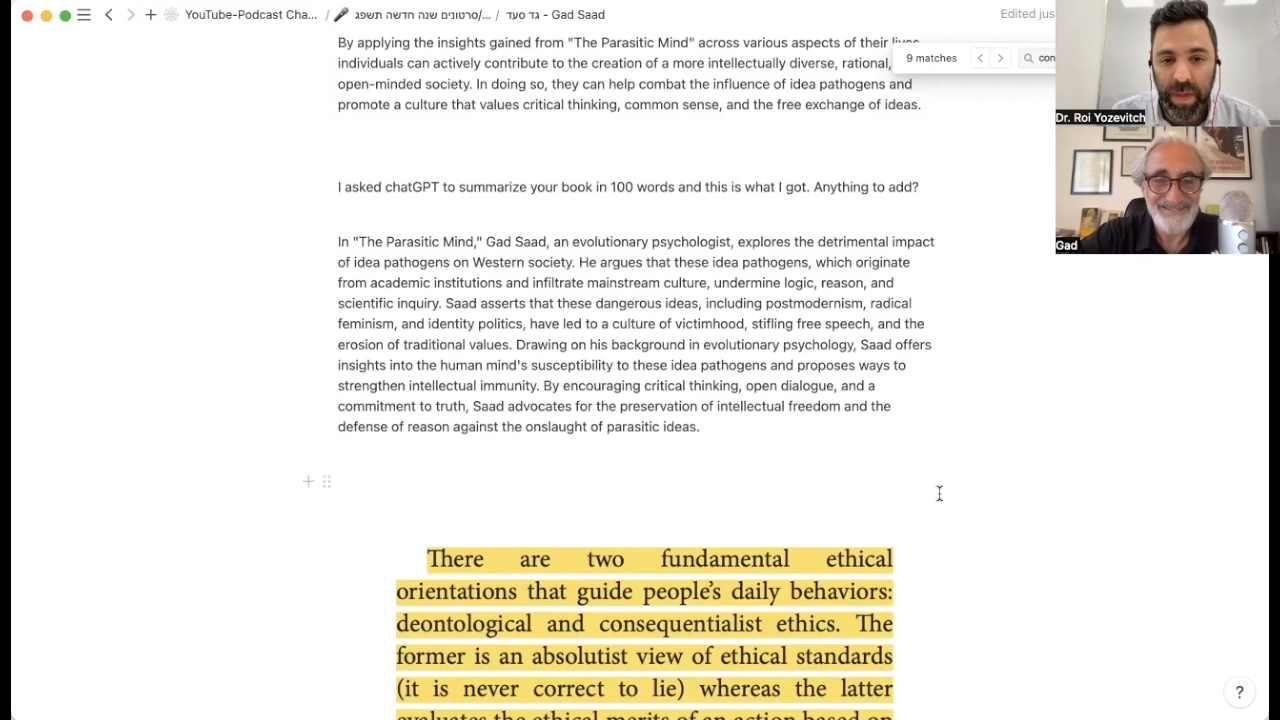 YouTube-Podcast Cha... / 🎤 סרטונים שנה חדשה תשפג/... / גד סעד - Gad Saad
Edited jus
By applying the insights gained from "The Parasitic Mind" across various aspects of their lives,
individuals can actively contribute to the creation of a more intellectually diverse, rational,
open-minded society. In doing so, they can help combat the influence of idea pathogens and
promote a culture that values critical thinking, common sense, and the free exchange of ideas.
9 matches
con
Dr. Roi Yozevitch
Gad
I asked chatGPT to summarize your book in 100 words and this is what I got. Anything to add?
In "The Parasitic Mind," Gad Saad, an evolutionary psychologist, explores the detrimental impact
of idea pathogens on Western society. He argues that these idea pathogens, which originate
from academic institutions and infiltrate mainstream culture, undermine logic, reason, and
scientific inquiry. Saad asserts that these dangerous ideas, including postmodernism, radical
feminism, and identity politics, have led to a culture of victimhood, stifling free speech, and the
erosion of traditional values. Drawing on his background in evolutionary psychology, Saad offers
insights into the human mind's susceptibility to these idea pathogens and proposes ways to
strengthen intellectual immunity. By encouraging critical thinking, open dialogue, and a
commitment to truth, Saad advocates for the preservation of intellectual freedom and the
defense of reason against the onslaught of parasitic ideas.
There are two fundamental ethical
orientations that guide people's daily behaviors:
deontological and consequentialist ethics. The
former is an absolutist view of ethical standards
(it is never correct to lie) whereas the latter
evaluates the ethical merits of an action based on
?